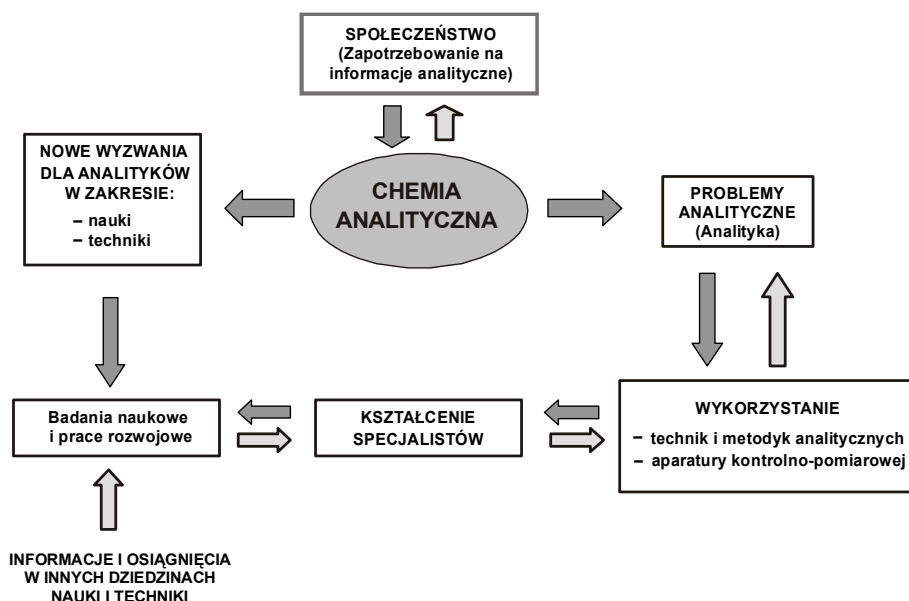 SPOŁECZEŃSTWO
(Zapotrzebowanie na
informacje analityczne)
NOWE WYZWANIA
DLA ANALITYKÓW
W ZAKRESIE:
– nauki
– techniki
CHEMIA
ANALITYCZNA
PROBLEMY
ANALITYCZNE
(Analityka)
Badania naukowe
i prace rozwojowe
KSZTAŁCENIE
SPECJALISTÓW
WYKORZYSTANIE
– technik i metodyk analitycznych
– aparatury kontrolno-pomiarowej
INFORMACJE I OSIĄGNIĘCIA
W INNYCH DZIEDZINACH
NAUKI I TECHNIKI